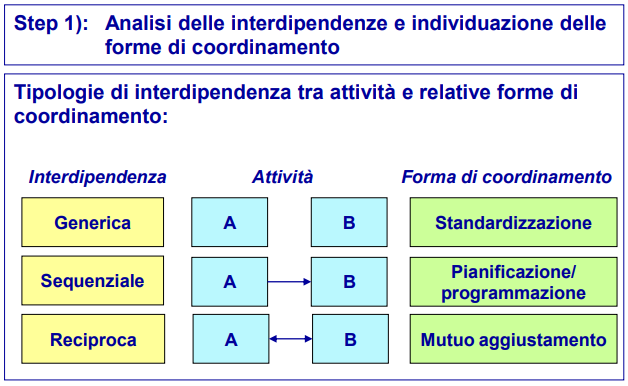 Step 1): Analisi delle interdipendenze e individuazione delle
forme di coordinamento
Tipologie di interdipendenza tra attività e relative forme di
coordinamento:
Interdipendenza Attività Forma di coordinamento
Generica A B Standardizzazione
Sequenziale A B Pianificazione/
programmazione
Reciproca A B Mutuo aggiustamento